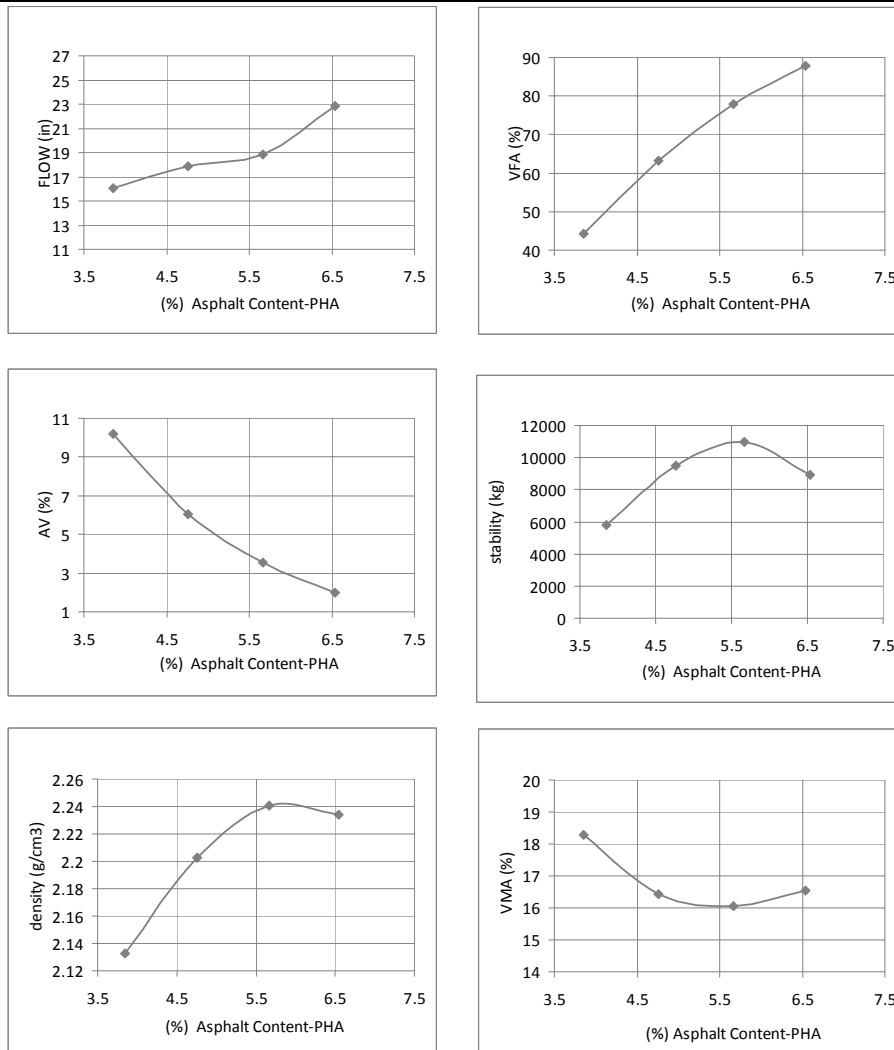 27
25
23
21
19
17
15
13
11
FLOW (in)
3.5 4.5 5.5 6.5 7.5
(%) Asphalt Content-PHA
90
80
70
60
50
40
VFA (%)
3.5 4.5 5.5 6.5 7.5
(%) Asphalt Content-PHA
11
9
7
5
3
1
AV (%)
3.5 4.5 5.5 6.5 7.5
(%) Asphalt Content-PHA
12000
10000
8000
6000
4000
2000
0
stability (kg)
3.5 4.5 5.5 6.5 7.5
(%) Asphalt Content-PHA
2.26
2.24
2.22
2.2
2.18
2.16
2.14
2.12
density (g/cm3)
3.5 4.5 5.5 6.5 7.5
(%) Asphalt Content-PHA
20
19
18
17
16
15
14
VMA (%)
3.5 4.5 5.5 6.5 7.5
(%) Asphalt Content-PHA